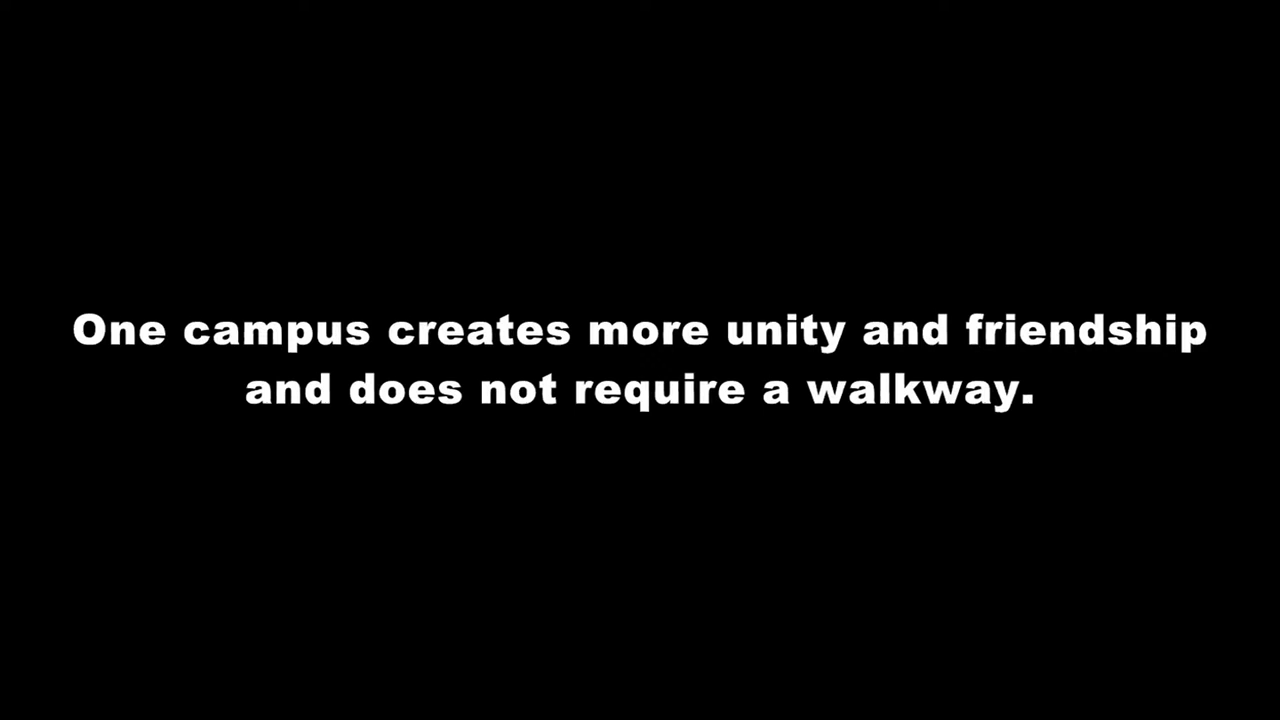 One campus creates more unity and friendship
and does not require a walkway.